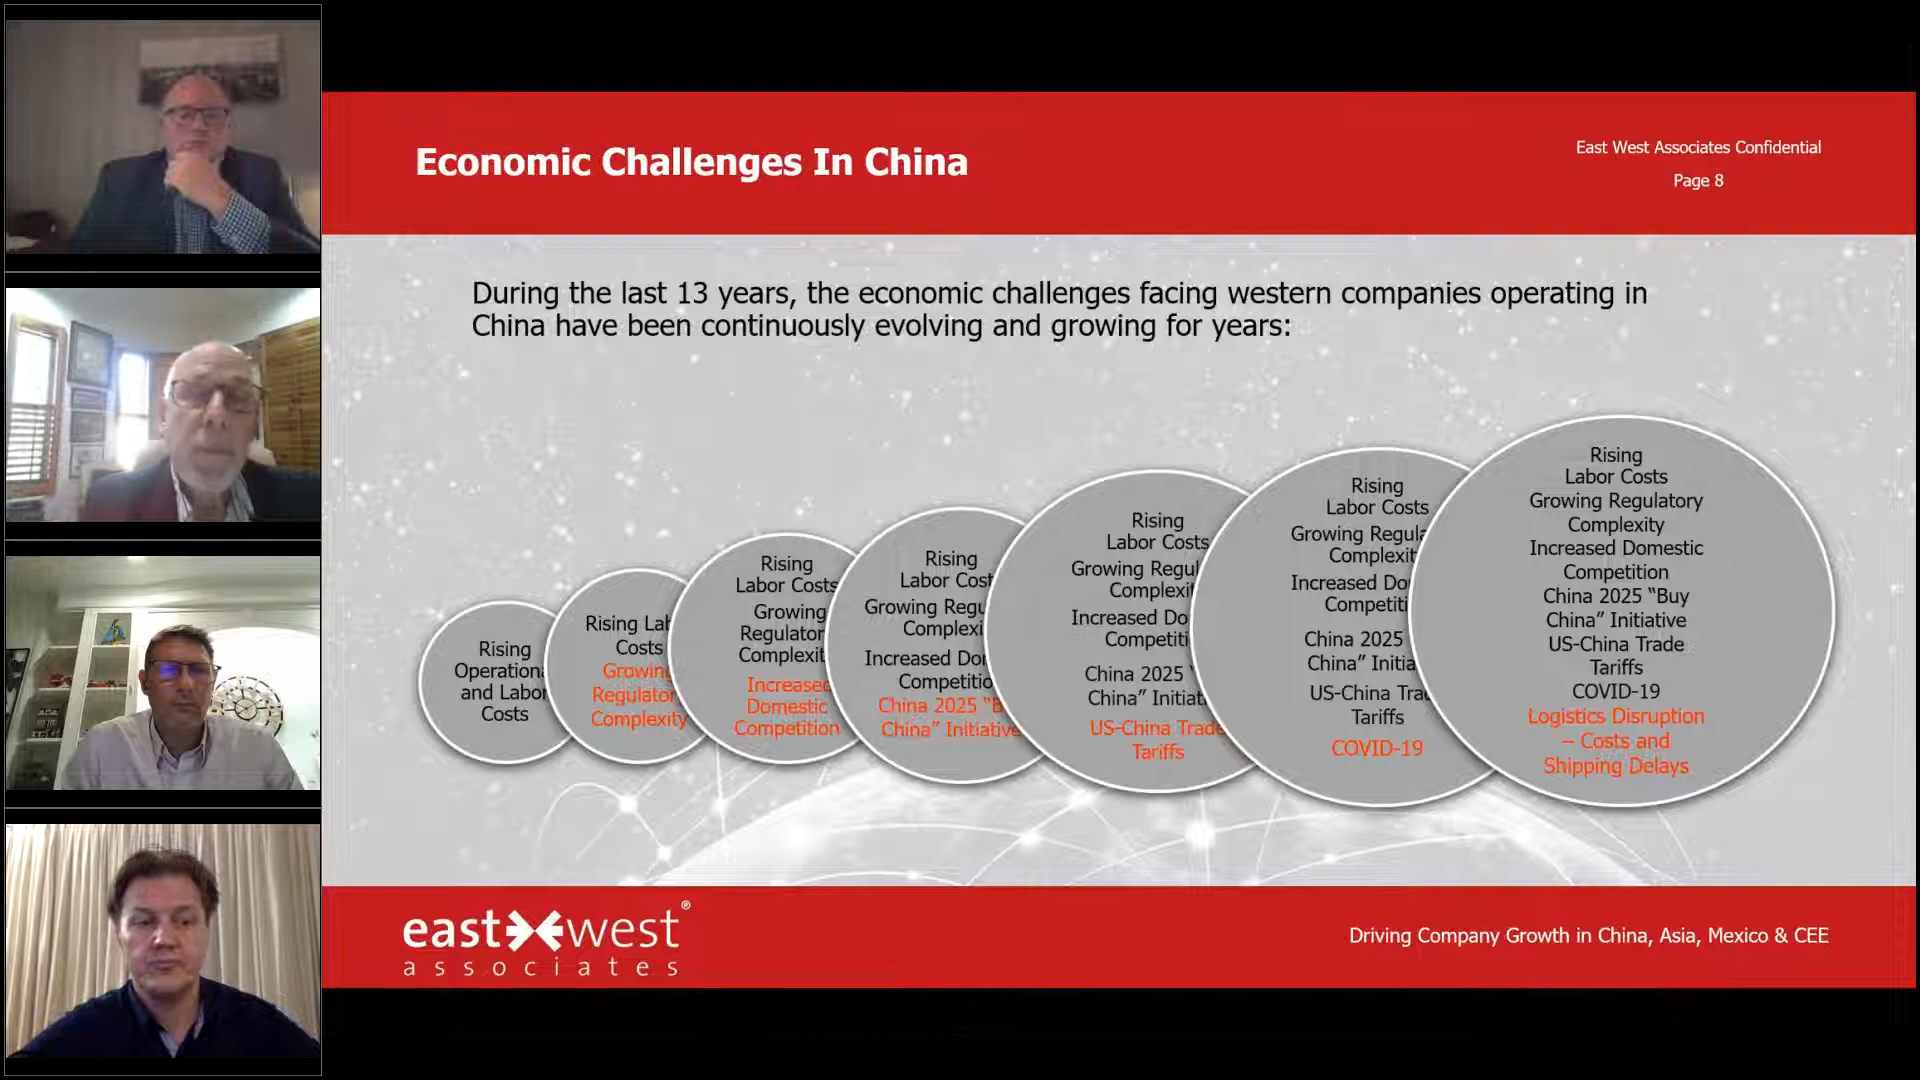 Economic Challenges In China
East West Associates Confidential
Page 8
During the last 13 years, the economic challenges facing western companies operating in
China have been continuously evolving and growing for years:
Rising
Operationa
and Labor
Costs
Rising Lab
Costs
Growing
Regulator
Complexity
Rising
Labor Costs
Growing
Regulator
Complexit
Increased
Domestic
Competition
Rising
Labor Cost
Growing Regu
Complexi
Increased Do
Competitio
China 2025 “B
China” Initiative
Rising
Labor Costs
Growing Regul
Complexit
Increased Do
Competiti
China 2025 “
China” Initiat
US-China Trade
Tariffs
Rising
Labor Costs
Growing Regula
Complexit
Increased Do
Competiti
China 2025
China” Initia
US-China Tra
Tariffs
COVID-19
Rising
Labor Costs
Growing Regulatory
Complexity
Increased Domestic
Competition
China 2025 “Buy
China” Initiative
US-China Trade
Tariffs
COVID-19
Logistics Disruption
– Costs and
Shipping Delays
east west®
associates
Driving Company Growth in China, Asia, Mexico & CEE